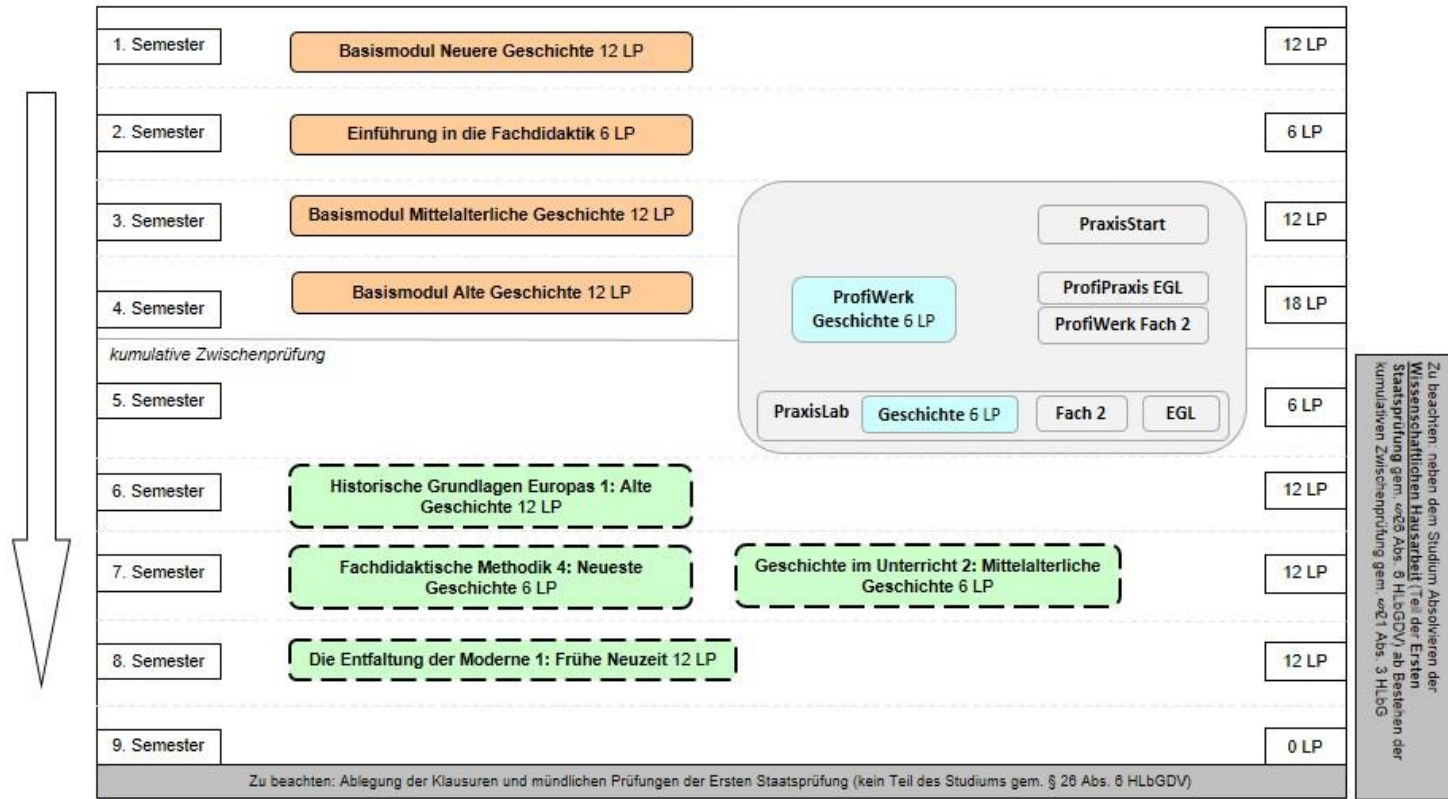 1. Semester
Basismodul Neuere Geschichte 12 LP
12 LP
2. Semester
Einführung in die Fachdidaktik 6 LP
6 LP
3. Semester
Basismodul Mittelalterliche Geschichte 12 LP
PraxisStart
12 LP
4. Semester
Basismodul Alte Geschichte 12 LP
ProfiWerk
Geschichte 6 LP
ProfiPraxis EGL
ProfiWerk Fach 2
18 LP
kumulative Zwischenprüfung
5. Semester
PraxisLab
Geschichte 6 LP
Fach 2
EGL
6 LP
6. Semester
Historische Grundlagen Europas 1: Alte
Geschichte 12 LP
12 LP
7. Semester
Fachdidaktische Methodik 4: Neueste
Geschichte 6 LP
Geschichte im Unterricht 2: Mittelalterliche
Geschichte 6 LP
12 LP
8. Semester
Die Entfaltung der Moderne 1: Frühe Neuzeit 12 LP
12 LP
9. Semester
0 LP
Zu beachten: Ablegung der Klausuren und mündlichen Prüfungen der Ersten Staatsprüfung (kein Teil des Studiums gem. § 26 Abs. 6 HLbGDV)
Zu beachten: neben dem Studium Absolvieren der
Wissenschaftlichen Hausarbeit (Teil der Ersten
Staatsprüfung gem. §26 Abs. 6 HLbGDV) ab Bestehen der
kumulativen Zwischenprüfung gem. §21 Abs. 3 HLbG